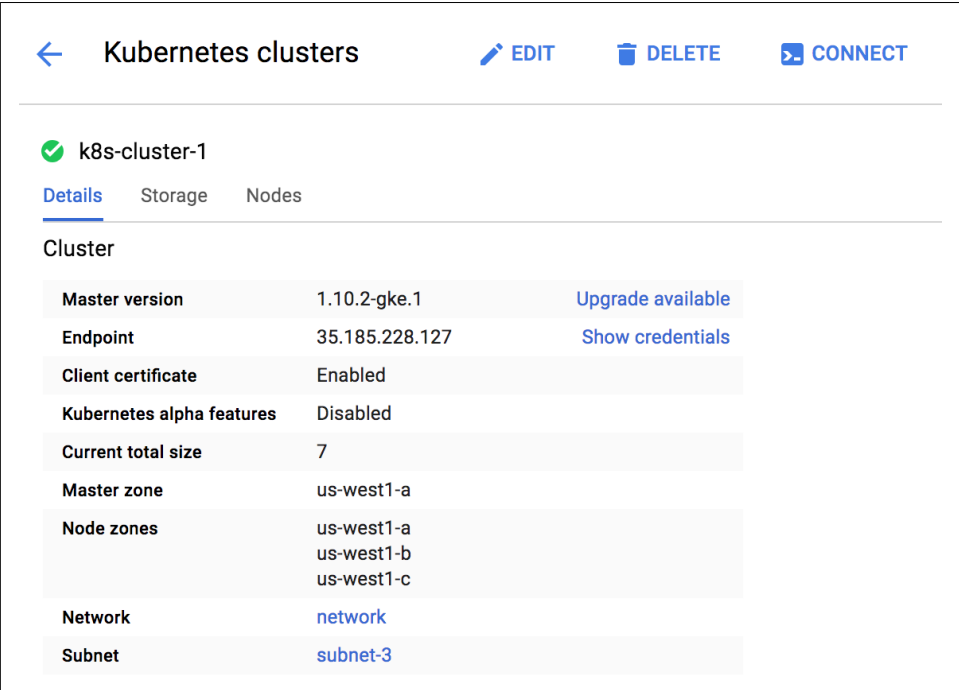 Kubernetes clusters EDIT DELETE CONNECT
k8s-cluster-1
Details Storage Nodes
Cluster
Master version 1.10.2-gke.1 Upgrade available
Endpoint 35.185.228.127 Show credentials
Client certificate Enabled
Kubernetes alpha features Disabled
Current total size 7
Master zone us-west1-a
Node zones us-west1-a
us-west1-b
us-west1-c
Network network
Subnet subnet-3